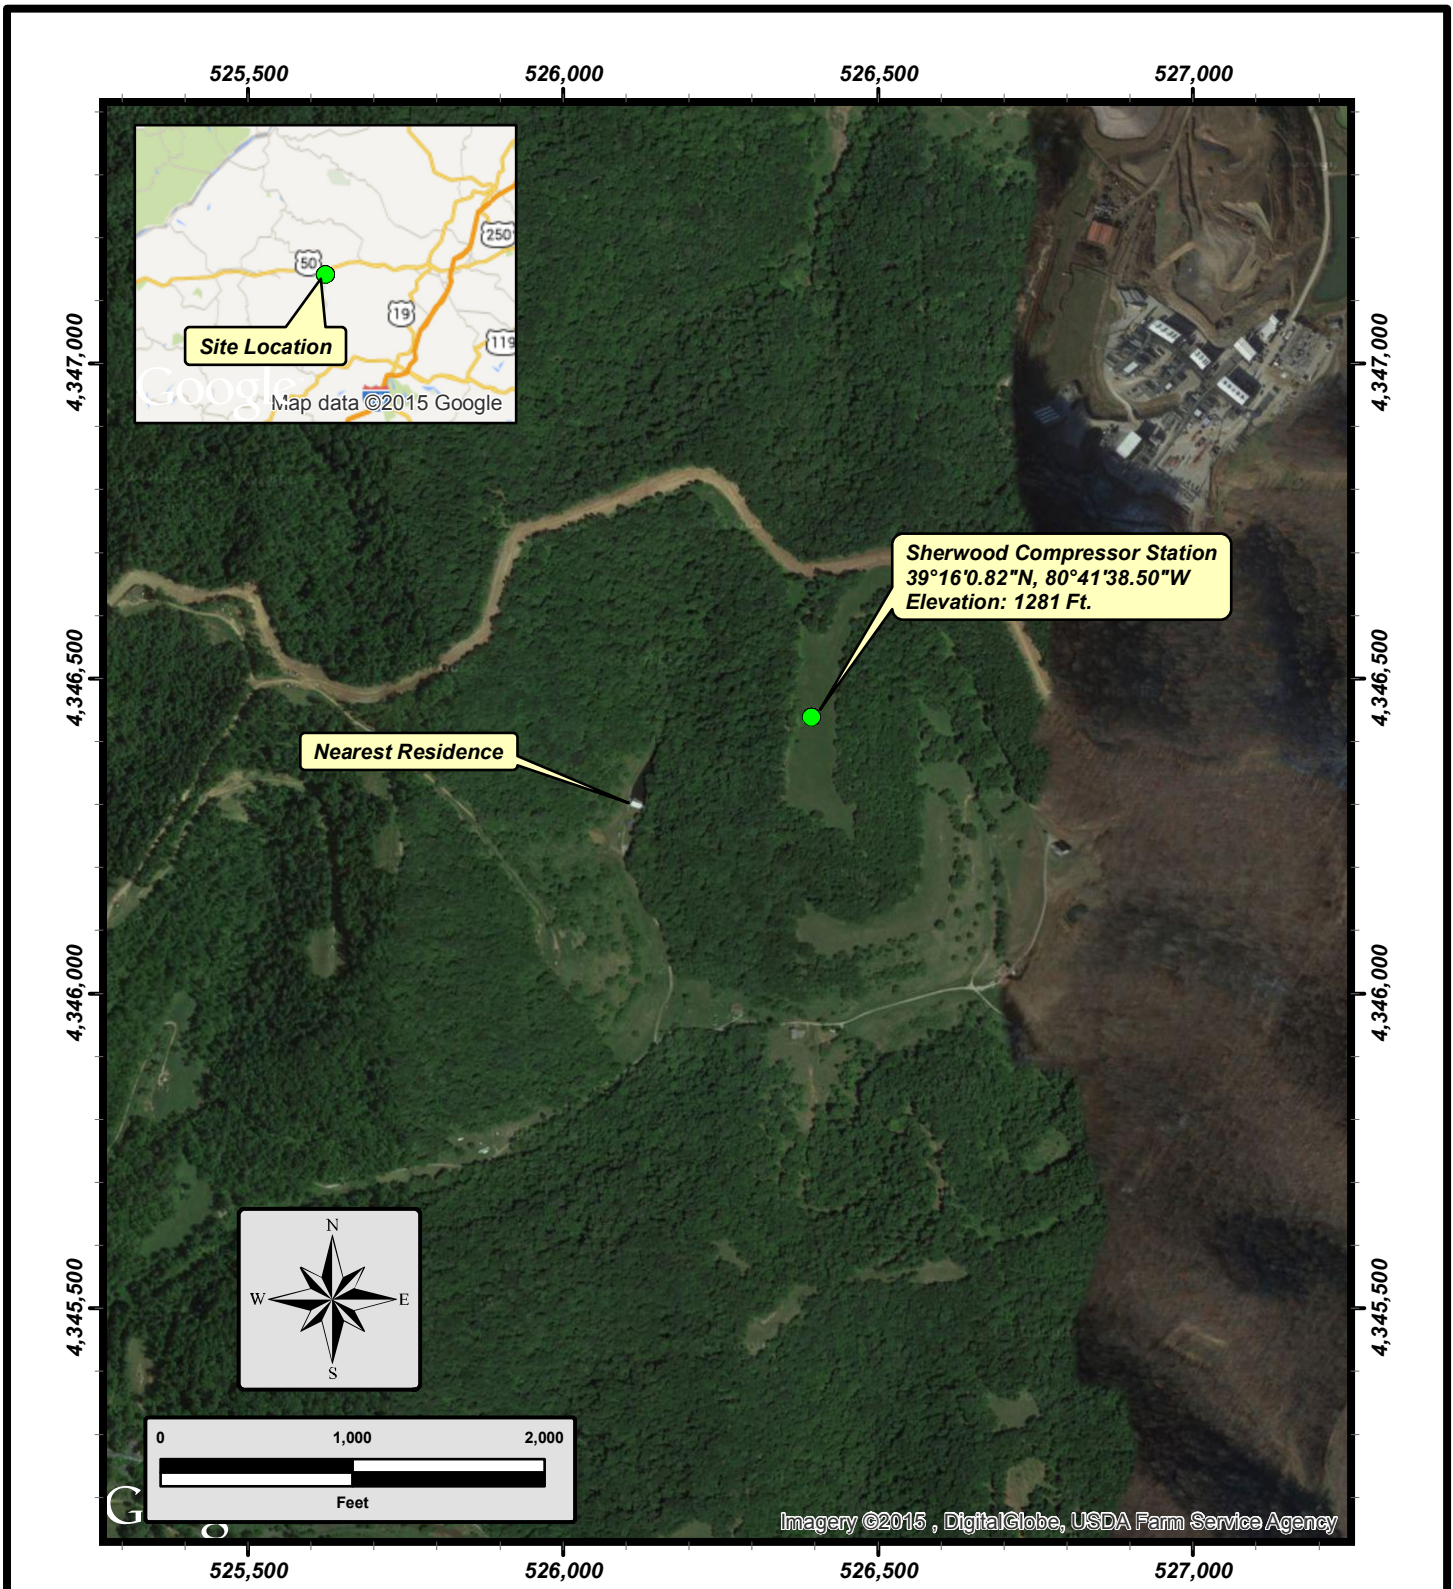 525,500 526,000 526,500 527,000
50
250
19
119
Site Location
Google
Map data ©2015 Google
4,347,000 4,347,000
Sherwood Compressor Station
39°16'0.82"N, 80°41'38.50"W
Elevation: 1281 Ft.
4,346,500 4,346,500
Nearest Residence
4,346,000 4,346,000
N
W E
S
4,345,500 4,345,500
0 1,000 2,000
Feet
Imagery ©2015 , DigitalGlobe, USDA Farm Service Agency
525,500 526,000 526,500 527,000